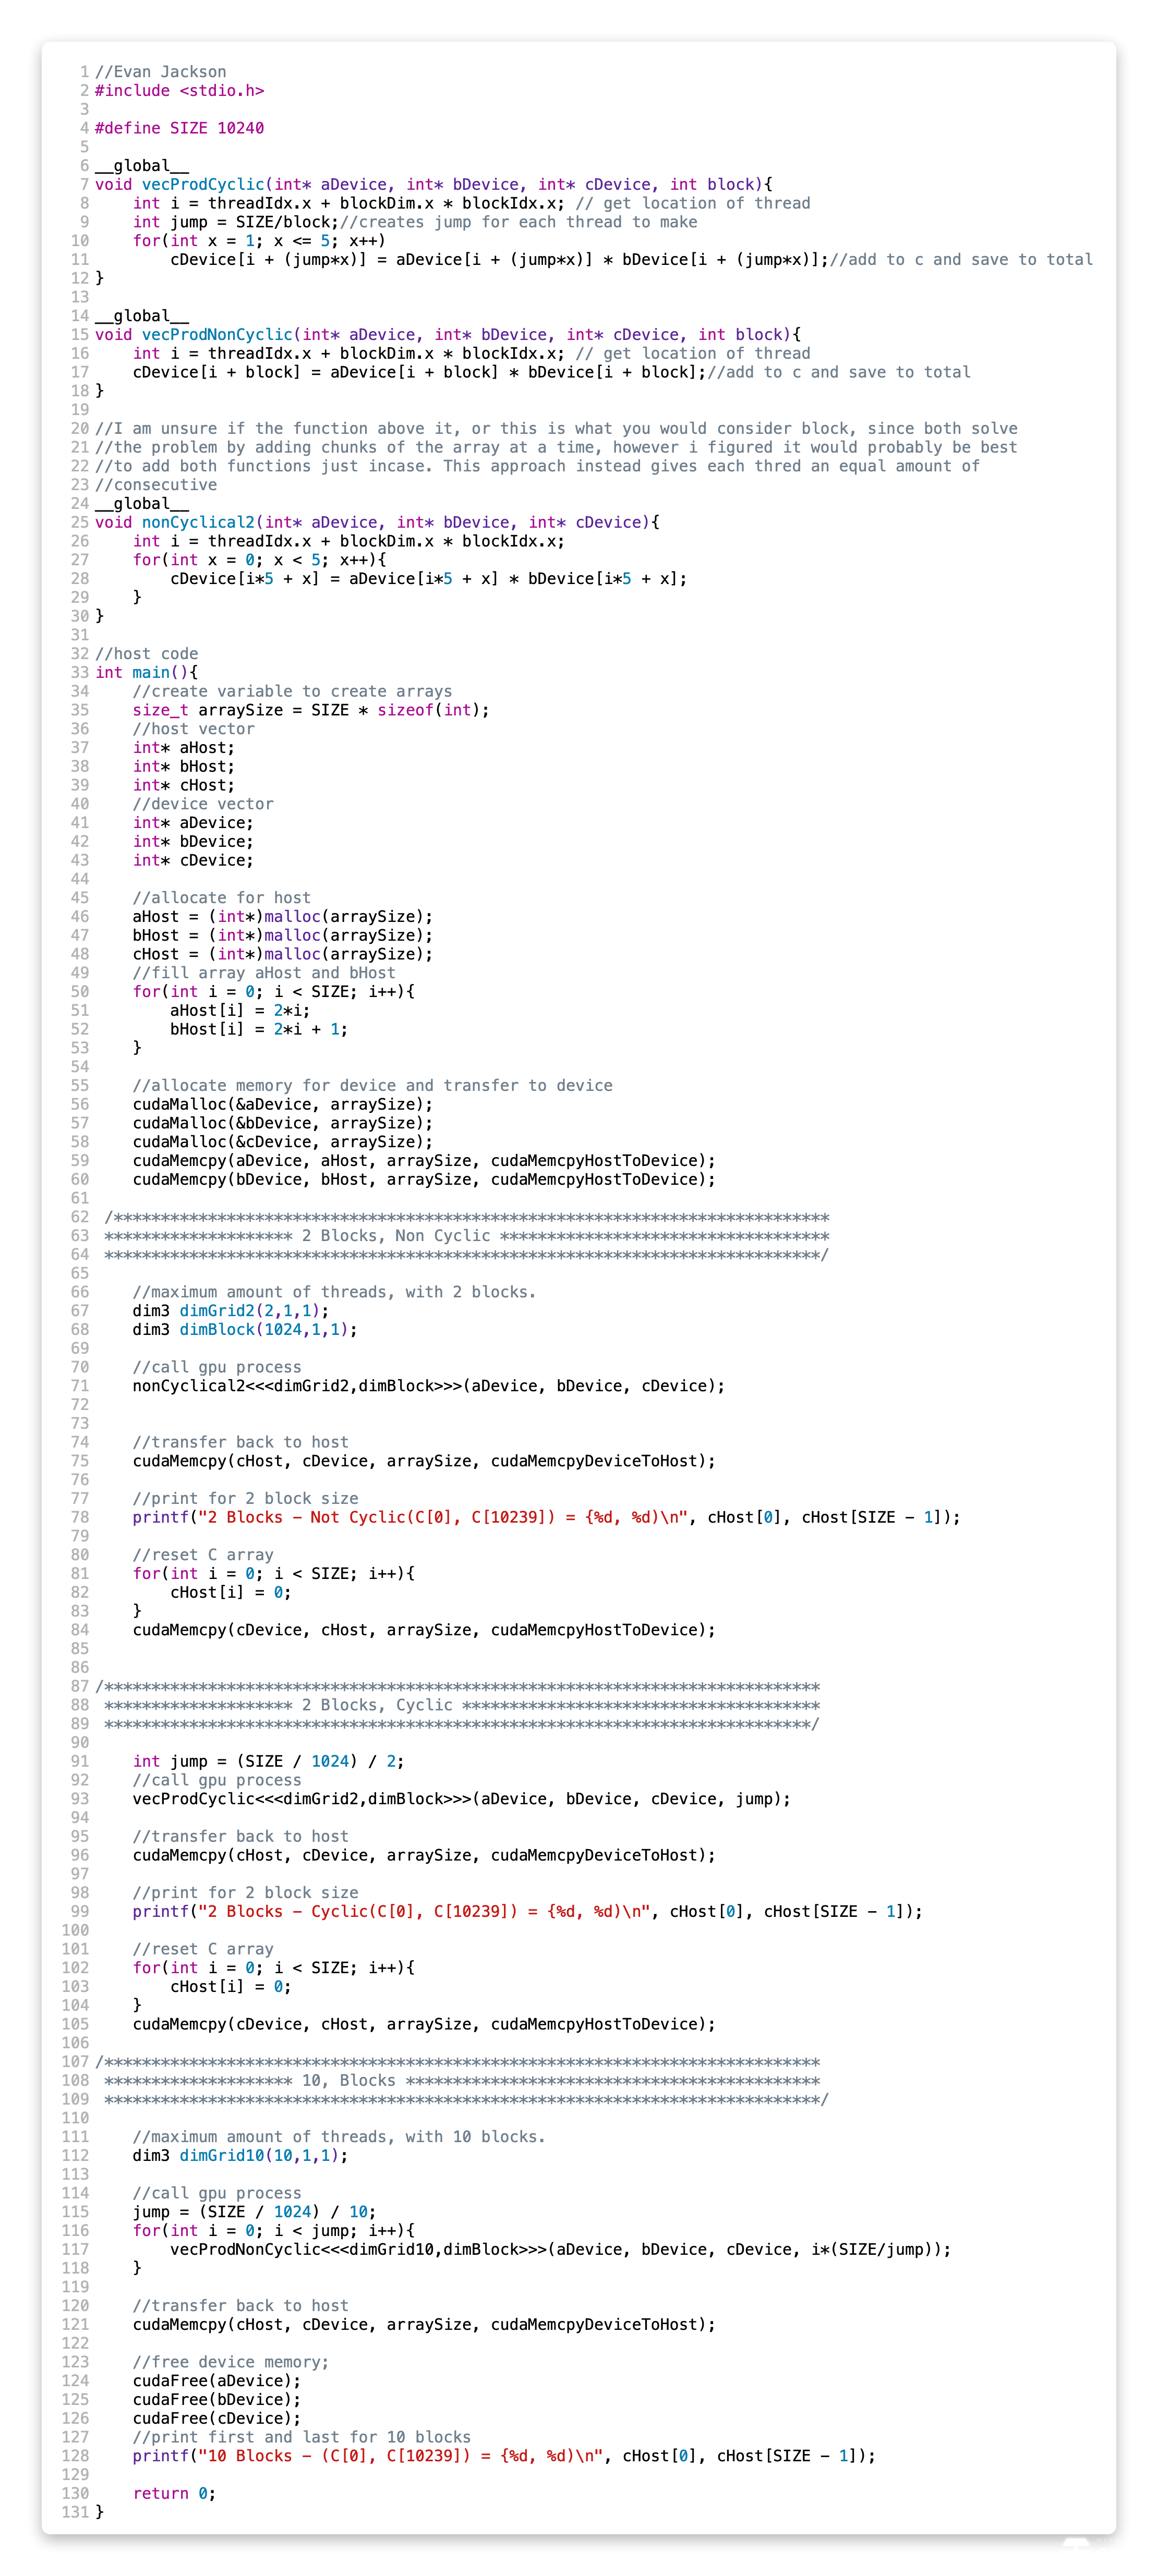 1 //Evan Jackson
2 #include <stdio.h>
3
4 #define SIZE 10240
5
6 __global__
7 void vecProdCyclic(int* aDevice, int* bDevice, int* cDevice, int block){
8     int i = threadIdx.x + blockDim.x * blockIdx.x; // get location of thread
9     int jump = SIZE/block;//creates jump for each thread to make
10     for(int x = 1; x <= 5; x++)
11         cDevice[i + (jump*x)] = aDevice[i + (jump*x)] * bDevice[i + (jump*x)];//add to c and save to total
12 }
13
14 __global__
15 void vecProdNonCyclic(int* aDevice, int* bDevice, int* cDevice, int block){
16     int i = threadIdx.x + blockDim.x * blockIdx.x; // get location of thread
17     cDevice[i + block] = aDevice[i + block] * bDevice[i + block];//add to c and save to total
18 }
19
20 //I am unsure if the function above it, or this is what you would consider block, since both solve
21 //the problem by adding chunks of the array at a time, however i figured it would probably be best
22 //to add both functions just incase. This approach instead gives each thred an equal amount of
23 //consecutive
24 __global__
25 void nonCyclical2(int* aDevice, int* bDevice, int* cDevice){
26     int i = threadIdx.x + blockDim.x * blockIdx.x;
27     for(int x = 0; x < 5; x++){
28         cDevice[i*5 + x] = aDevice[i*5 + x] * bDevice[i*5 + x];
29     }
30 }
31
32 //host code
33 int main(){
34     //create variable to create arrays
35     size_t arraySize = SIZE * sizeof(int);
36     //host vector
37     int* aHost;
38     int* bHost;
39     int* cHost;
40     //device vector
41     int* aDevice;
42     int* bDevice;
43     int* cDevice;
44
45     //allocate for host
46     aHost = (int*)malloc(arraySize);
47     bHost = (int*)malloc(arraySize);
48     cHost = (int*)malloc(arraySize);
49     //fill array aHost and bHost
50     for(int i = 0; i < SIZE; i++){
51         aHost[i] = 2*i;
52         bHost[i] = 2*i + 1;
53     }
54
55     //allocate memory for device and transfer to device
56     cudaMalloc(&aDevice, arraySize);
57     cudaMalloc(&bDevice, arraySize);
58     cudaMalloc(&cDevice, arraySize);
59     cudaMemcpy(aDevice, aHost, arraySize, cudaMemcpyHostToDevice);
60     cudaMemcpy(bDevice, bHost, arraySize, cudaMemcpyHostToDevice);
61
62  /****************************************************************************
63  ******************** 2 Blocks, Non Cyclic ***********************************
64  ****************************************************************************/
65
66     //maximum amount of threads, with 2 blocks.
67     dim3 dimGrid2(2,1,1);
68     dim3 dimBlock(1024,1,1);
69
70     //call gpu process
71     nonCyclical2<<<dimGrid2,dimBlock>>>(aDevice, bDevice, cDevice);
72
73
74     //transfer back to host
75     cudaMemcpy(cHost, cDevice, arraySize, cudaMemcpyDeviceToHost);
76
77     //print for 2 block size
78     printf("2 Blocks - Not Cyclic(C[0], C[10239]) = {%d, %d)\n", cHost[0], cHost[SIZE - 1]);
79
80     //reset C array
81     for(int i = 0; i < SIZE; i++){
82         cHost[i] = 0;
83     }
84     cudaMemcpy(cDevice, cHost, arraySize, cudaMemcpyHostToDevice);
85
86
87 /****************************************************************************
88  ******************** 2 Blocks, Cyclic **************************************
89  ***************************************************************************/
90
91     int jump = (SIZE / 1024) / 2;
92     //call gpu process
93     vecProdCyclic<<<dimGrid2,dimBlock>>>(aDevice, bDevice, cDevice, jump);
94
95     //transfer back to host
96     cudaMemcpy(cHost, cDevice, arraySize, cudaMemcpyDeviceToHost);
97
98     //print for 2 block size
99     printf("2 Blocks - Cyclic(C[0], C[10239]) = {%d, %d)\n", cHost[0], cHost[SIZE - 1]);
100
101     //reset C array
102     for(int i = 0; i < SIZE; i++){
103         cHost[i] = 0;
104     }
105     cudaMemcpy(cDevice, cHost, arraySize, cudaMemcpyHostToDevice);
106
107 /****************************************************************************
108  ******************** 10, Blocks ********************************************
109  ****************************************************************************/
110
111     //maximum amount of threads, with 10 blocks.
112     dim3 dimGrid10(10,1,1);
113
114     //call gpu process
115     jump = (SIZE / 1024) / 10;
116     for(int i = 0; i < jump; i++){
117         vecProdNonCyclic<<<dimGrid10,dimBlock>>>(aDevice, bDevice, cDevice, i*(SIZE/jump));
118     }
119
120     //transfer back to host
121     cudaMemcpy(cHost, cDevice, arraySize, cudaMemcpyDeviceToHost);
122
123     //free device memory;
124     cudaFree(aDevice);
125     cudaFree(bDevice);
126     cudaFree(cDevice);
127     //print first and last for 10 blocks
128     printf("10 Blocks - (C[0], C[10239]) = {%d, %d)\n", cHost[0], cHost[SIZE - 1]);
129
130     return 0;
131 }